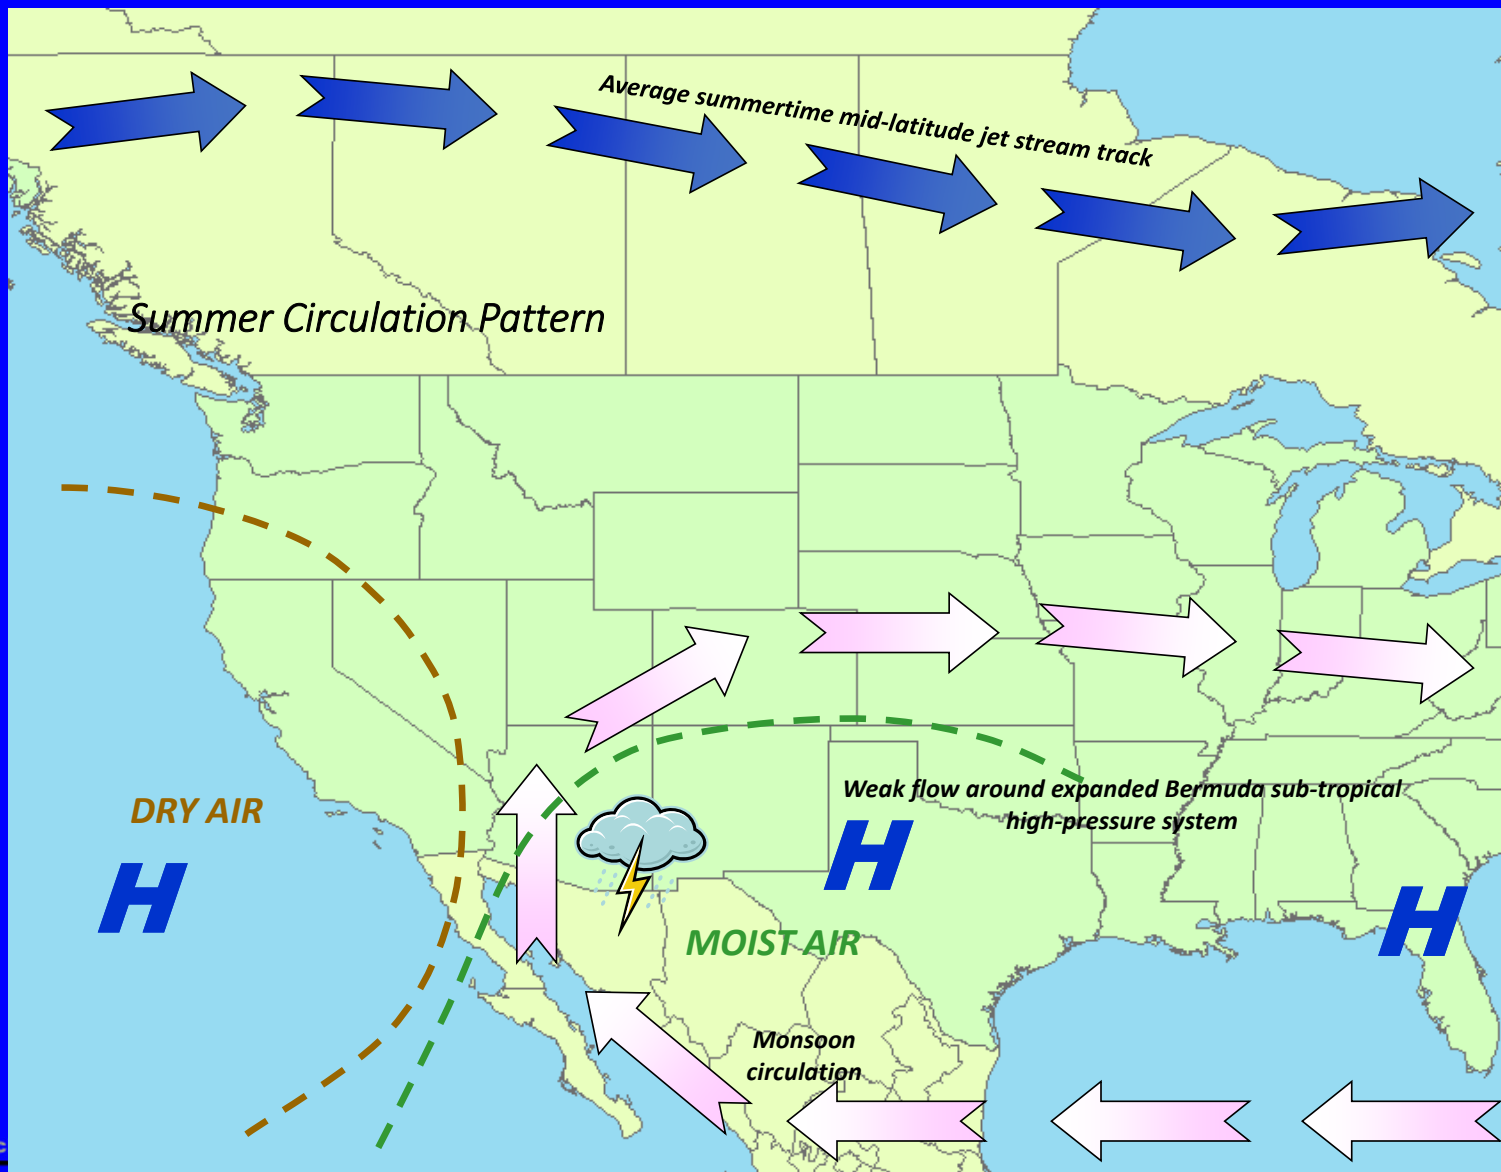 Average summertime mid-latitude jet stream track
Summer Circulation Pattern
DRY AIR
H
Weak flow around expanded Bermuda sub-tropical
high-pressure system
H
H
MOIST AIR
Monsoon
circulation